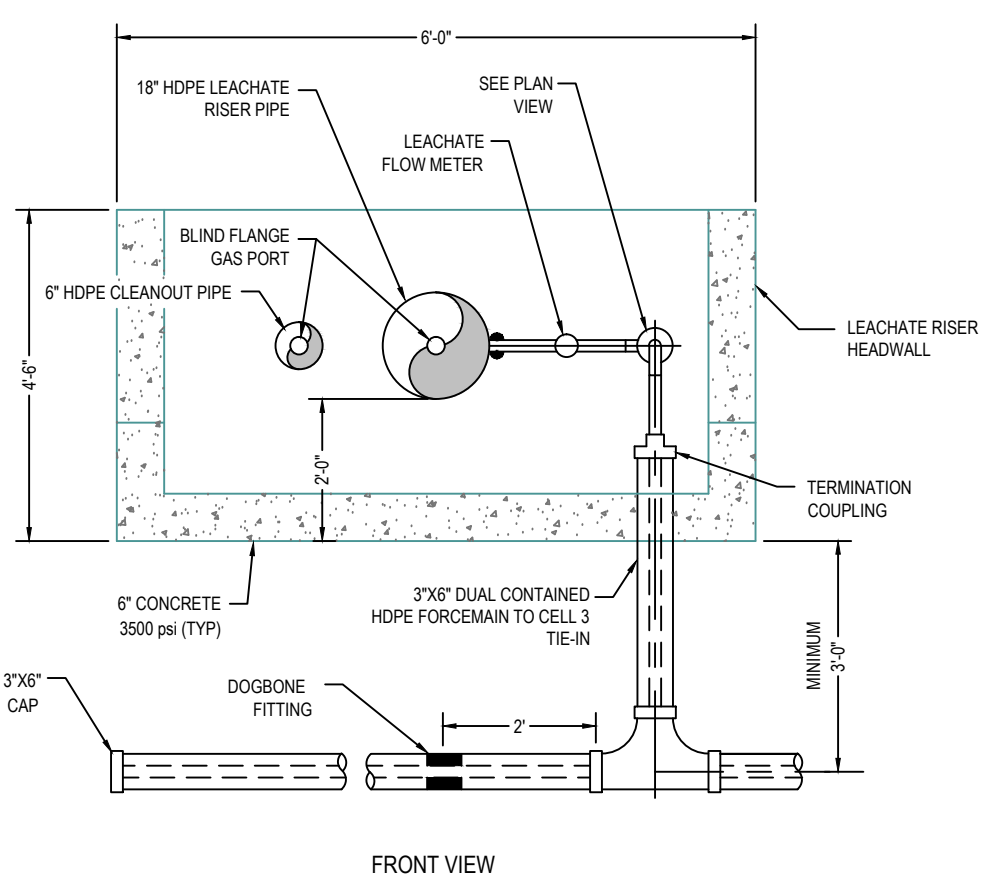 6'-0"
18" HDPE LEACHATE
RISER PIPE
SEE PLAN
VIEW
LEACHATE
FLOW METER
BLIND FLANGE
GAS PORT
6" HDPE CLEANOUT PIPE
LEACHATE RISER
HEADWALL
4'-6"
2'-0"
TERMINATION
COUPLING
6" CONCRETE
3500 psi (TYP)
3"X6" DUAL CONTAINED
HDPE FORCEMAIN TO CELL 3
TIE-IN
MINIMUM
3'-0"
3"X6"
CAP
DOGBONE
FITTING
2'
FRONT VIEW